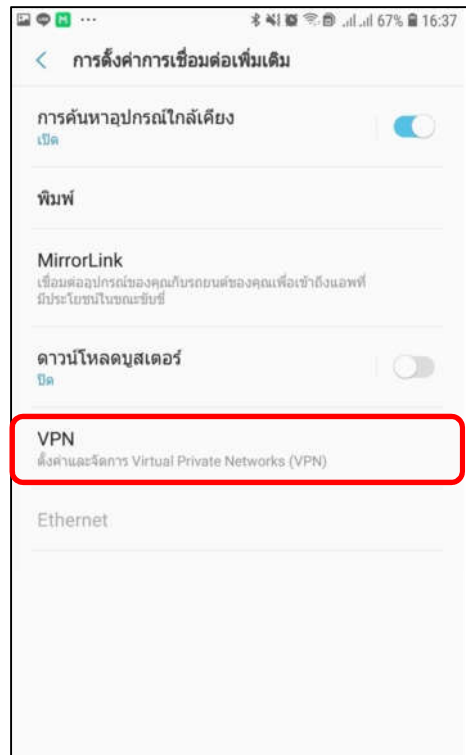 67% 16:37
การตั้งค่าการเชื่อมต่อเพิ่มเติม
การค้นหาอุปกรณ์ใกล้เคียง
เปิด
พิมพ์
MirrorLink
เชื่อมต่ออุปกรณ์ของคุณกับรถยนต์ของคุณเพื่อเข้าถึงแอพที่
มีประโยชน์ในขณะขับขี่
ดาวน์โหลดบูสเตอร์
ปิด
VPN
ตั้งค่าและจัดการ Virtual Private Networks (VPN)
Ethernet